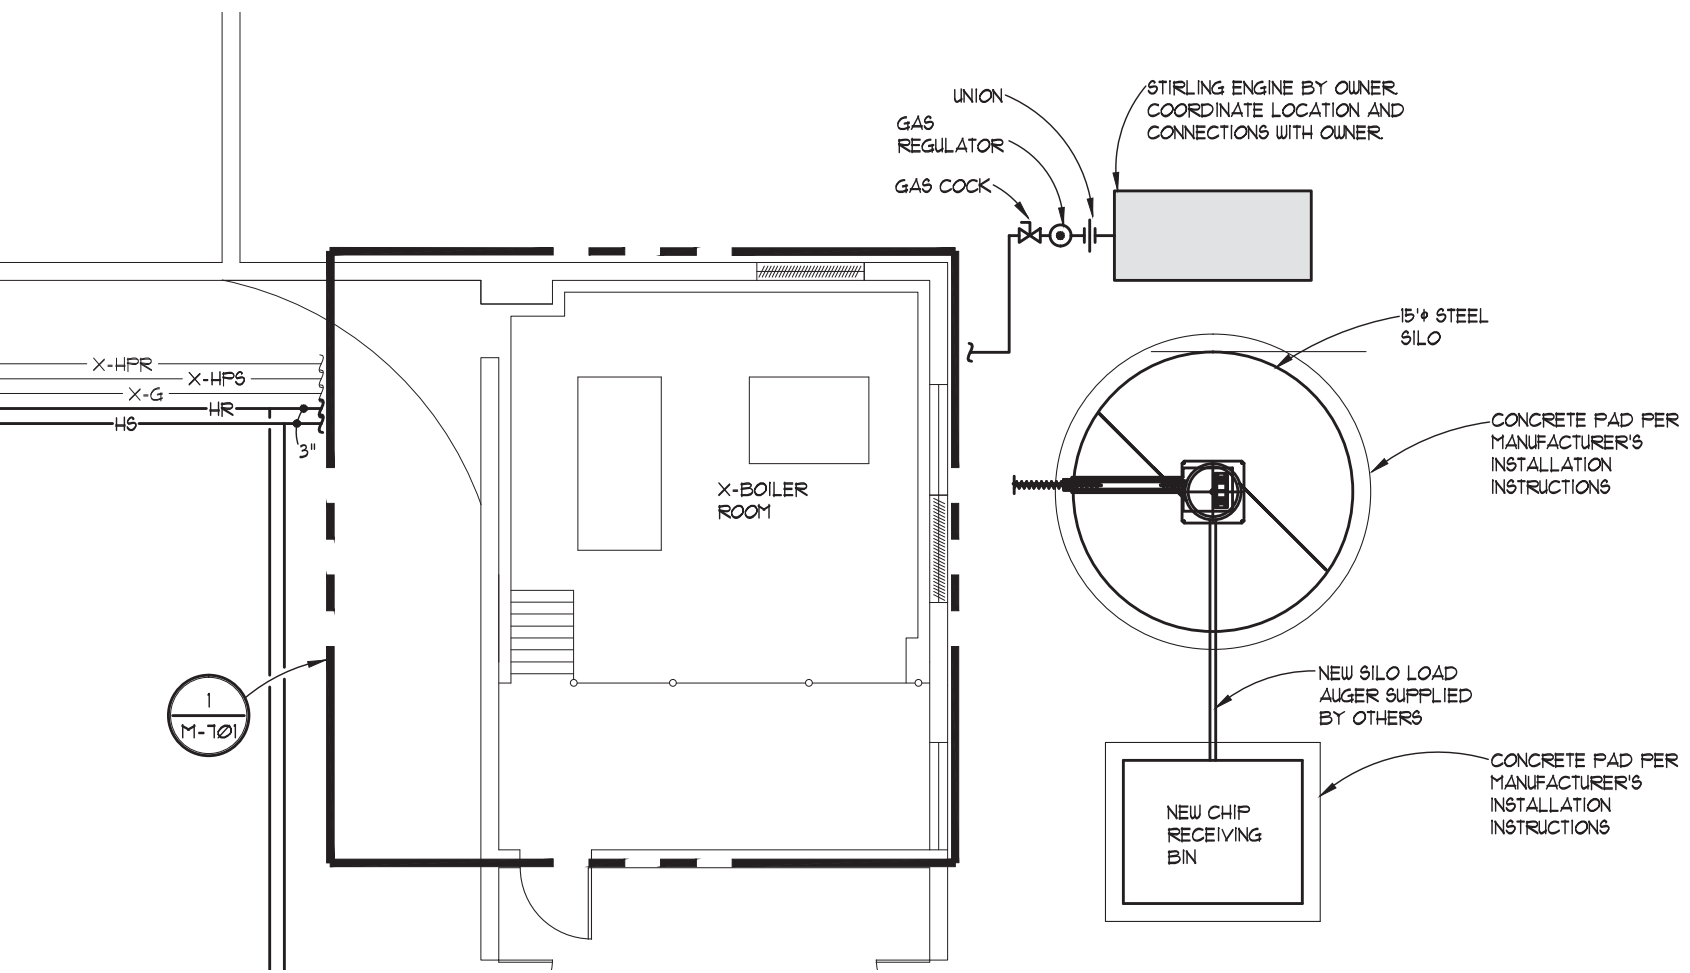 STIRLING ENGINE BY OWNER.
COORDINATE LOCATION AND
CONNECTIONS WITH OWNER.
UNION
GAS
REGULATOR
GAS COCK
15'ϕ STEEL
SILO
X-HPR
X-HPS
X-G
HR
HS
3"
CONCRETE PAD PER
MANUFACTURER'S
INSTALLATION
INSTRUCTIONS
X-BOILER
ROOM
NEW SILO LOAD
AUGER SUPPLIED
BY OTHERS
1
M-701
CONCRETE PAD PER
MANUFACTURER'S
INSTALLATION
INSTRUCTIONS
NEW CHIP
RECEIVING
BIN